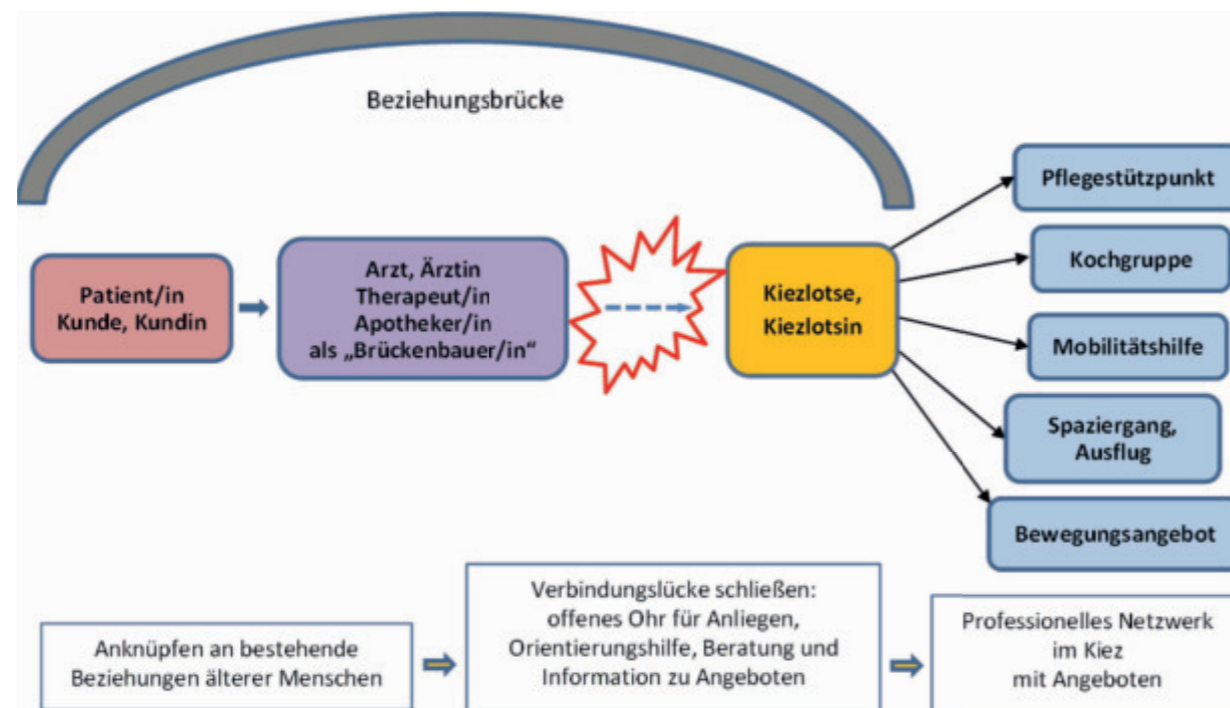 Beziehungsbrücke
Patient/in
Kunde, Kundin
Arzt, Ärztin
Therapeut/in
Apotheker/in
als „Brückenbauer/in“
Kiezlotse,
Kiezlotsin
Pflegestützpunkt
Kochgruppe
Mobilitätshilfe
Spaziergang,
Ausflug
Bewegungsangebot
Anknüpfen an bestehende
Beziehungen älterer Menschen
Verbindungslücke schließen:
offenes Ohr für Anliegen,
Orientierungshilfe, Beratung und
Information zu Angeboten
Professionelles Netzwerk
im Kiez
mit Angeboten